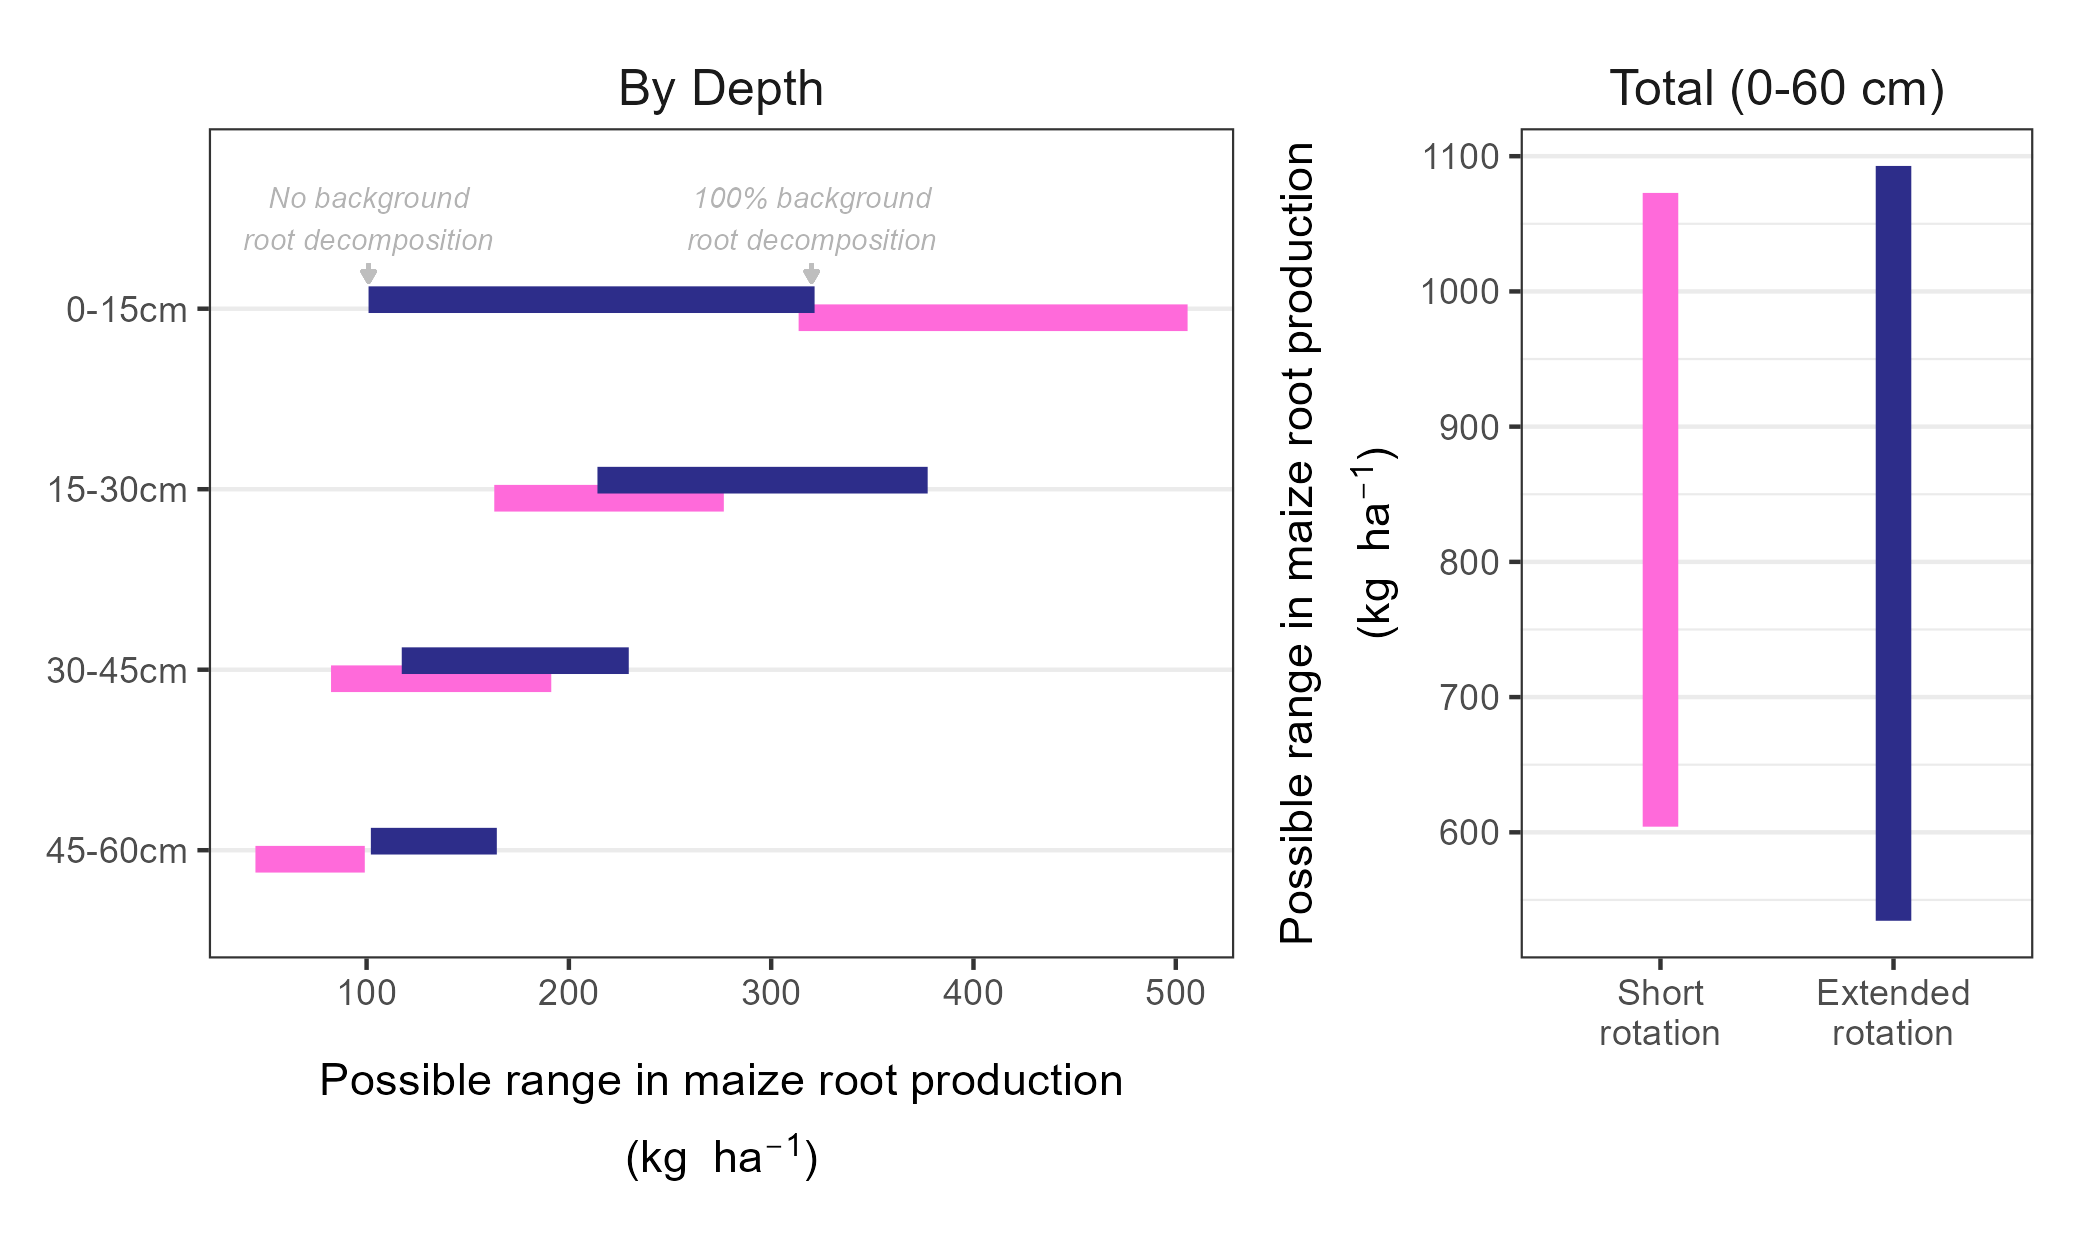 By Depth
No background
root decomposition
100% background
root decomposition
0-15cm
15-30cm
30-45cm
45-60cm
100
200
300
400
500
Possible range in maize root production
(kg ha⁻¹)
Total (0-60 cm)
Possible range in maize root production
(kg ha⁻¹)
1100
1000
900
800
700
600
Short
rotation
Extended
rotation